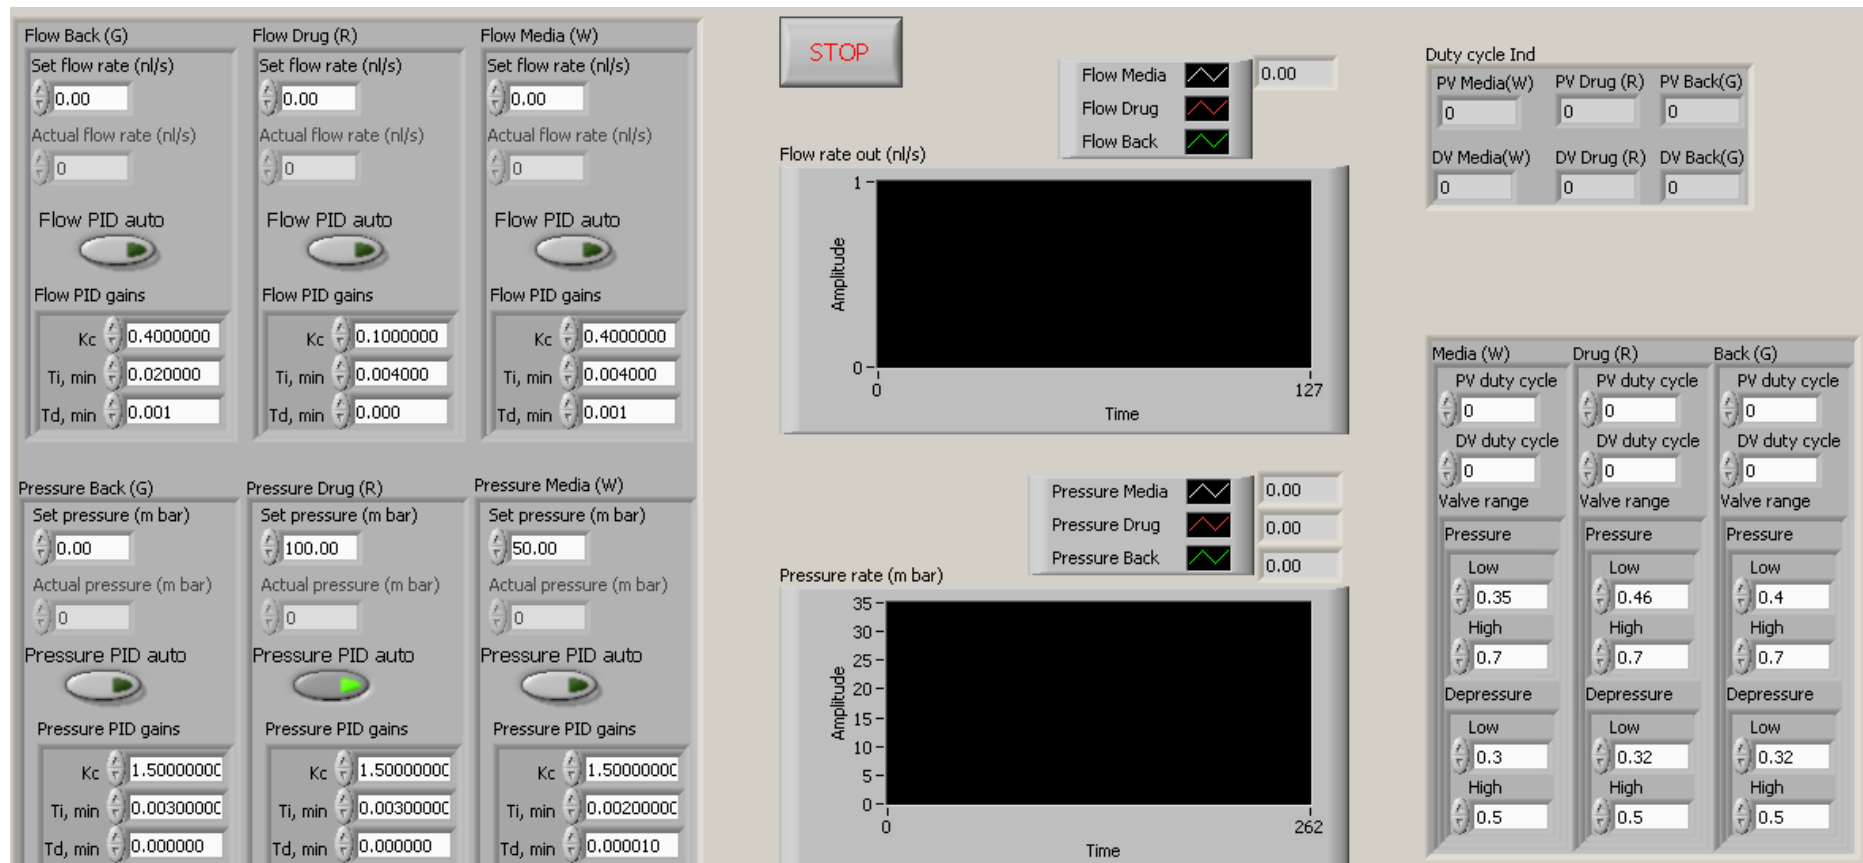 Flow Back (G)
Set flow rate (nl/s)
0.00
Actual flow rate (nl/s)
0
Flow PID auto
Flow PID gains
Kc 0.4000000
Ti, min 0.020000
Td, min 0.001
Flow Drug (R)
Set flow rate (nl/s)
0.00
Actual flow rate (nl/s)
0
Flow PID auto
Flow PID gains
Kc 0.1000000
Ti, min 0.004000
Td, min 0.000
Flow Media (W)
Set flow rate (nl/s)
0.00
Actual flow rate (nl/s)
0
Flow PID auto
Flow PID gains
Kc 0.4000000
Ti, min 0.004000
Td, min 0.001
Pressure Back (G)
Set pressure (m bar)
0.00
Actual pressure (m bar)
0
Pressure PID auto
Pressure PID gains
Kc 1.5000000
Ti, min 0.003000
Td, min 0.000000
Pressure Drug (R)
Set pressure (m bar)
100.00
Actual pressure (m bar)
0
Pressure PID auto
Pressure PID gains
Kc 1.5000000
Ti, min 0.003000
Td, min 0.000000
Pressure Media (W)
Set pressure (m bar)
50.00
Actual pressure (m bar)
0
Pressure PID auto
Pressure PID gains
Kc 1.5000000
Ti, min 0.002000
Td, min 0.000010
STOP
Flow Media 0.00
Flow Drug
Flow Back
Flow rate out (nl/s)
1
Amplitude
0
0 127
Time
Pressure Media 0.00
Pressure Drug 0.00
Pressure Back 0.00
Pressure rate (m bar)
35
30
25
20
15
10
5
0
Amplitude
0 262
Time
Duty cycle Ind
PV Media(W) PV Drug (R) PV Back(G)
0 0 0
DV Media(W) DV Drug (R) DV Back(G)
0 0 0
Media (W)
PV duty cycle
0
DV duty cycle
0
Valve range
Pressure
Low
0.35
High
0.7
Depressure
Low
0.3
High
0.5
Drug (R)
PV duty cycle
0
DV duty cycle
0
Valve range
Pressure
Low
0.46
High
0.7
Depressure
Low
0.32
High
0.5
Back (G)
PV duty cycle
0
DV duty cycle
0
Valve range
Pressure
Low
0.4
High
0.7
Depressure
Low
0.32
High
0.5